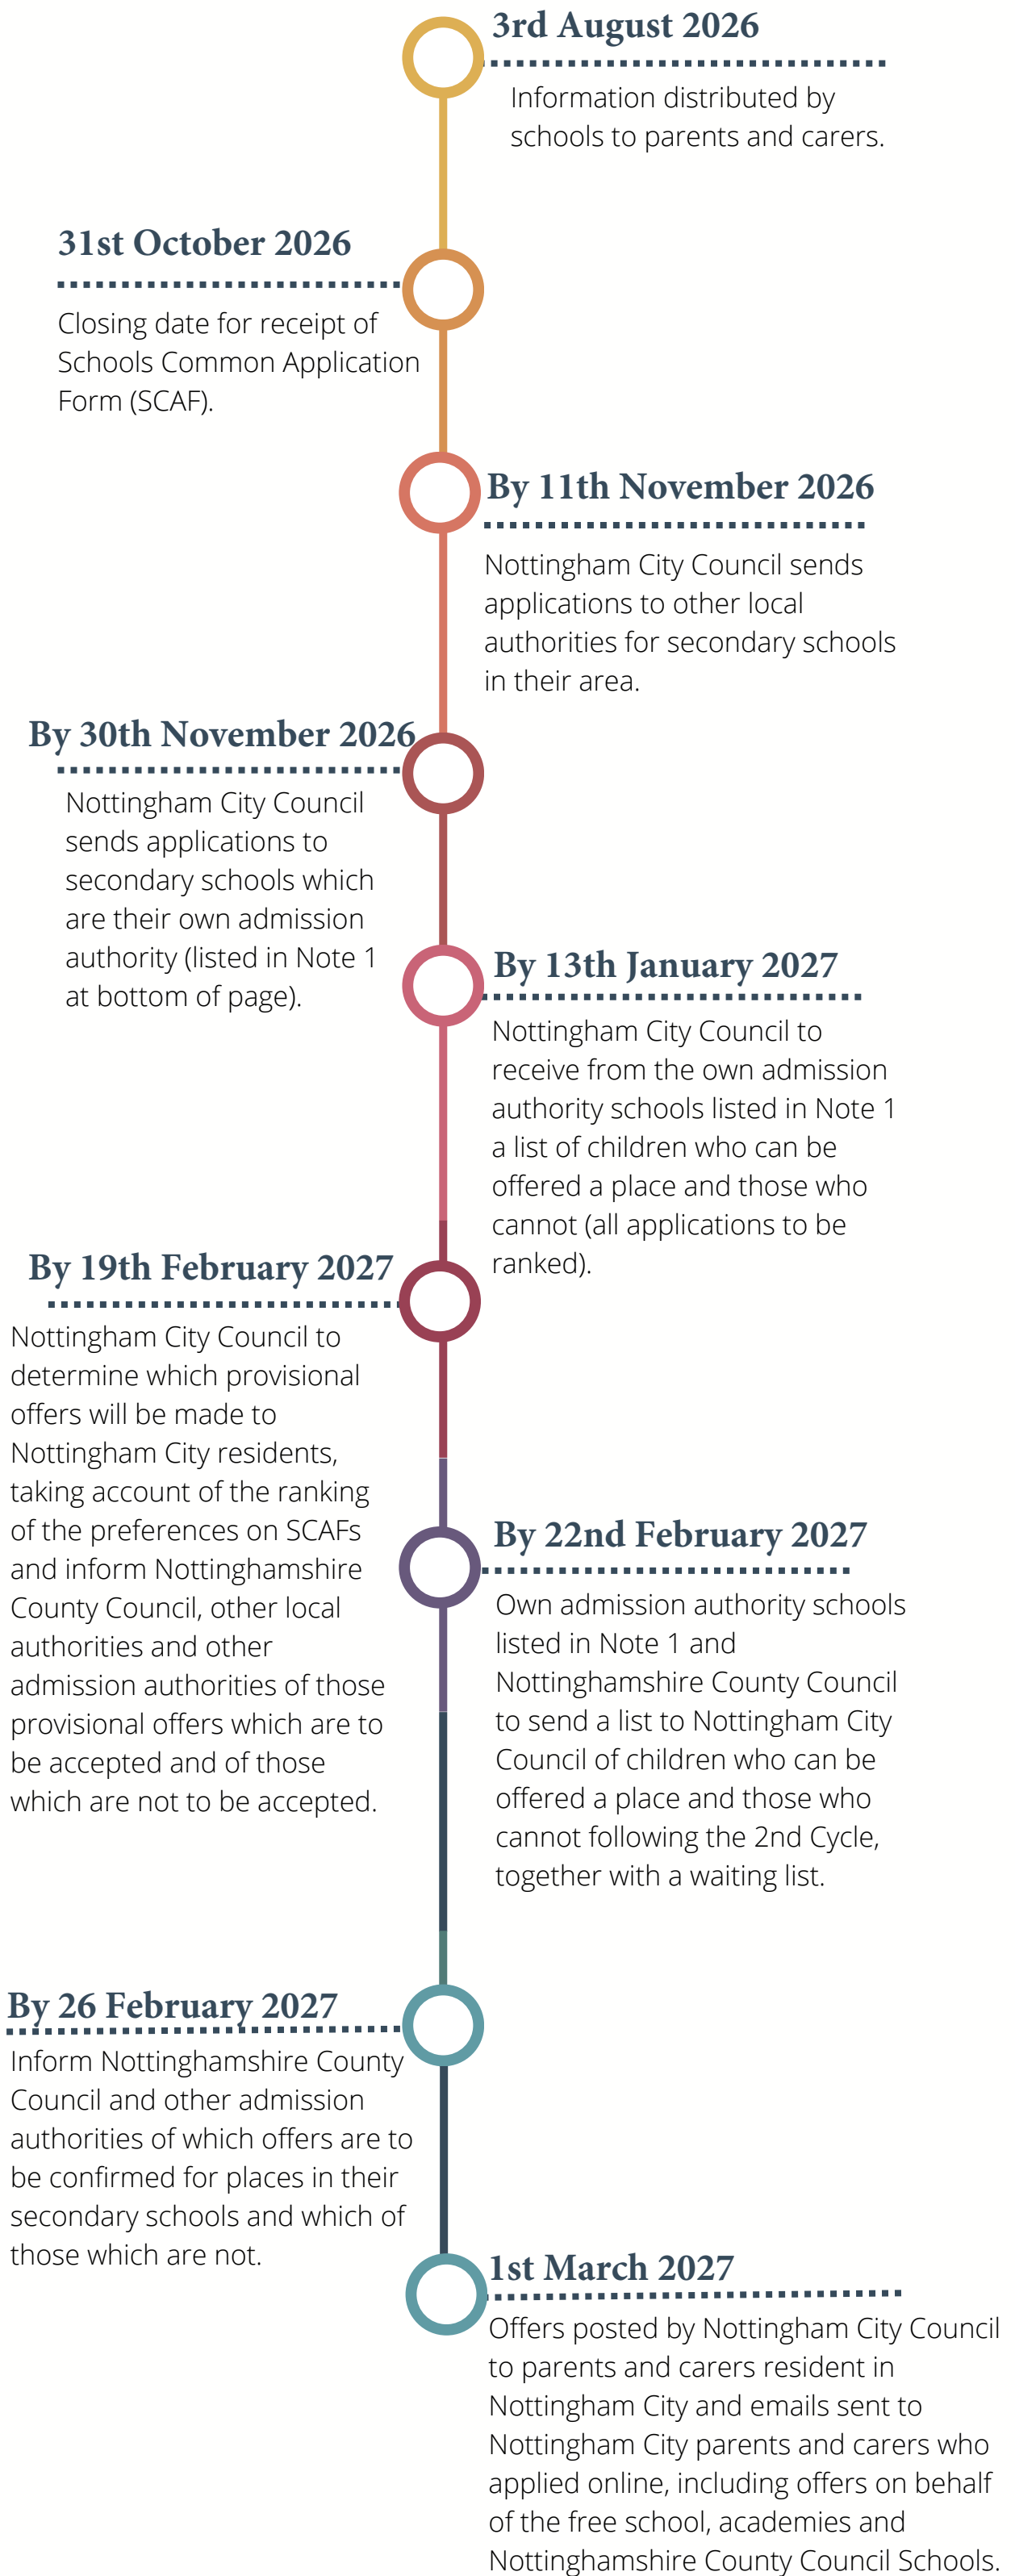 3rd August 2026
Information distributed by
schools to parents and carers.
31st October 2026
Closing date for receipt of
Schools Common Application
Form (SCAF).
By 11th November 2026
Nottingham City Council sends
applications to other local
authorities for secondary schools
in their area.
By 30th November 2026
Nottingham City Council
sends applications to
secondary schools which
are their own admission
authority (listed in Note 1
at bottom of page).
By 13th January 2027
Nottingham City Council to
receive from the own admission
authority schools listed in Note 1
a list of children who can be
offered a place and those who
cannot (all applications to be
ranked).
By 19th February 2027
Nottingham City Council to
determine which provisional
offers will be made to
Nottingham City residents,
taking account of the ranking
of the preferences on SCAFs
and inform Nottinghamshire
County Council, other local
authorities and other
admission authorities of those
provisional offers which are to
be accepted and of those
which are not to be accepted.
By 22nd February 2027
Own admission authority schools
listed in Note 1 and
Nottinghamshire County Council
to send a list to Nottingham City
Council of children who can be
offered a place and those who
cannot following the 2nd Cycle,
together with a waiting list.
By 26 February 2027
Inform Nottinghamshire County
Council and other admission
authorities of which offers are to
be confirmed for places in their
secondary schools and which of
those which are not.
1st March 2027
Offers posted by Nottingham City Council
to parents and carers resident in
Nottingham City and emails sent to
Nottingham City parents and carers who
applied online, including offers on behalf
of the free school, academies and
Nottinghamshire County Council Schools.